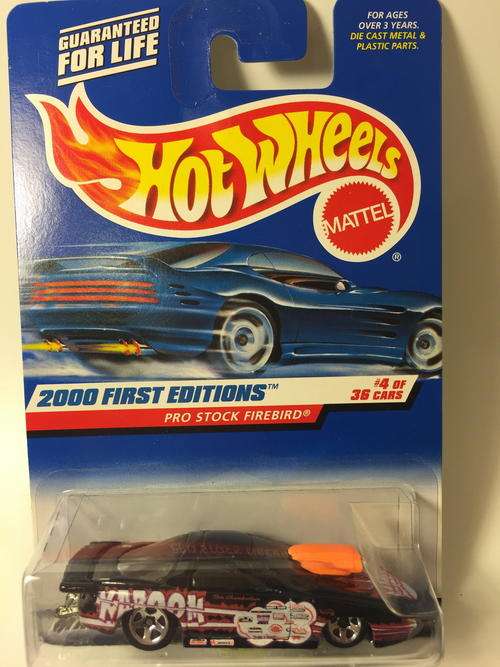 GUARANTEED
FOR LIFE
FOR AGES
OVER 3 YEARS.
DIE CAST METAL &
PLASTIC PARTS.
HOT WHEELS
MATTEL
®
2000 FIRST EDITIONS™
#4 OF
36 CARS
PRO STOCK FIREBIRD®
KABOOM